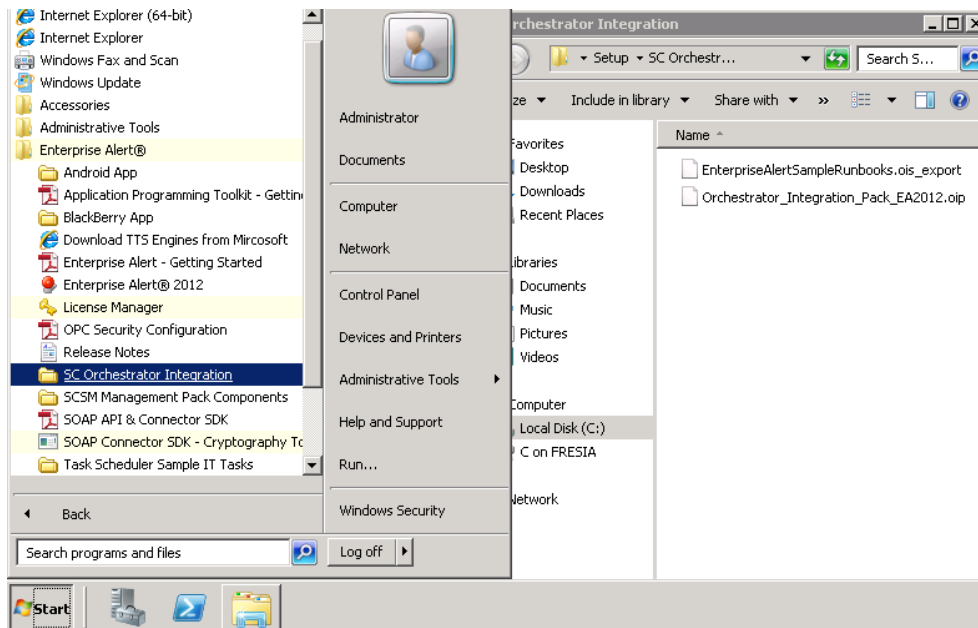 Internet Explorer (64-bit)
Internet Explorer
Windows Fax and Scan
Windows Update
Accessories
Administrative Tools
Enterprise Alert®
Android App
Application Programming Toolkit - Gettin
BlackBerry App
Download TTS Engines from Mircosoft
Enterprise Alert - Getting Started
Enterprise Alert® 2012
License Manager
OPC Security Configuration
Release Notes
SC Orchestrator Integration
SCSM Management Pack Components
SOAP API & Connector SDK
SOAP Connector SDK - Cryptography To
Task Scheduler Sample IT Tasks
Back
Search programs and files
Administrator
Documents
Computer
Network
Control Panel
Devices and Printers
Administrative Tools
Help and Support
Run...
Windows Security
Log off
rchestrator Integration
Setup SC Orchestr... Search S...
ze Include in library Share with »
Favorites
Desktop
Downloads
Recent Places
Libraries
Documents
Music
Pictures
Videos
Computer
Local Disk (C:)
C on FRESIA
Network
Name
EnterpriseAlertSampleRunbooks.ois_export
Orchestrator_Integration_Pack_EA2012.oip
Start